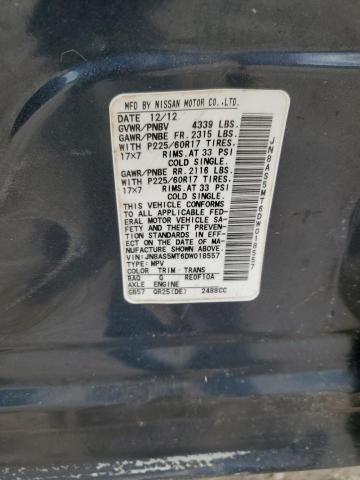 MFD BY NISSAN MOTOR CO.,LTD.
DATE 12/12
GVWR/PNBV 4339 LBS.
GAWR/PNBE FR. 2315 LBS.
WITH P225/60R17 TIRES.
17×7 RIMS.AT 33 PSI
COLD SINGLE.
GAWR/PNBE RR. 2116 LBS.
WITH P225/60R17 TIRES.
17×7 RIMS.AT 33 PSI
COLD SINGLE.
THIS VEHICLE CONFORMS
TO ALL APPLICABLE FED-
ERAL MOTOR VEHICLE SA-
FETY AND THEFT PREVEN-
TION STANDARDS IN EFF-
ECT ON THE DATE OF MA-
NUFACTURE SHOWN ABOVE.
VIN:JN8AS5MT6DW018557
TYPE:MPV
COLOR TRIM TRANS
RAQ G RE0F10A
AXLE ENGINE
GB57 QR25(DE) 2488CC
JN8AS5MT6DW018557